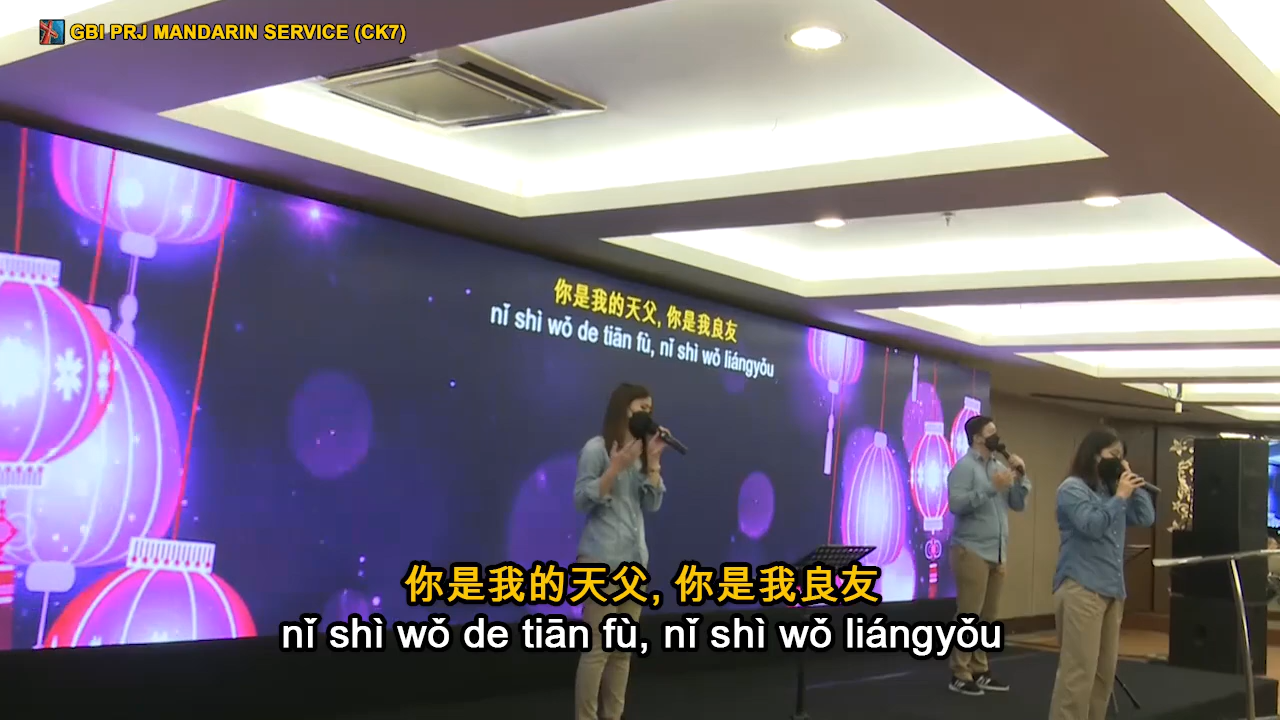 GBI PRJ MANDARIN SERVICE (CK7)
你是我的天父, 你是我良友
nǐ shì wǒ de tiān fù, nǐ shì wǒ liángyǒu
你是我的天父, 你是我良友
nǐ shì wǒ de tiān fù, nǐ shì wǒ liángyǒu